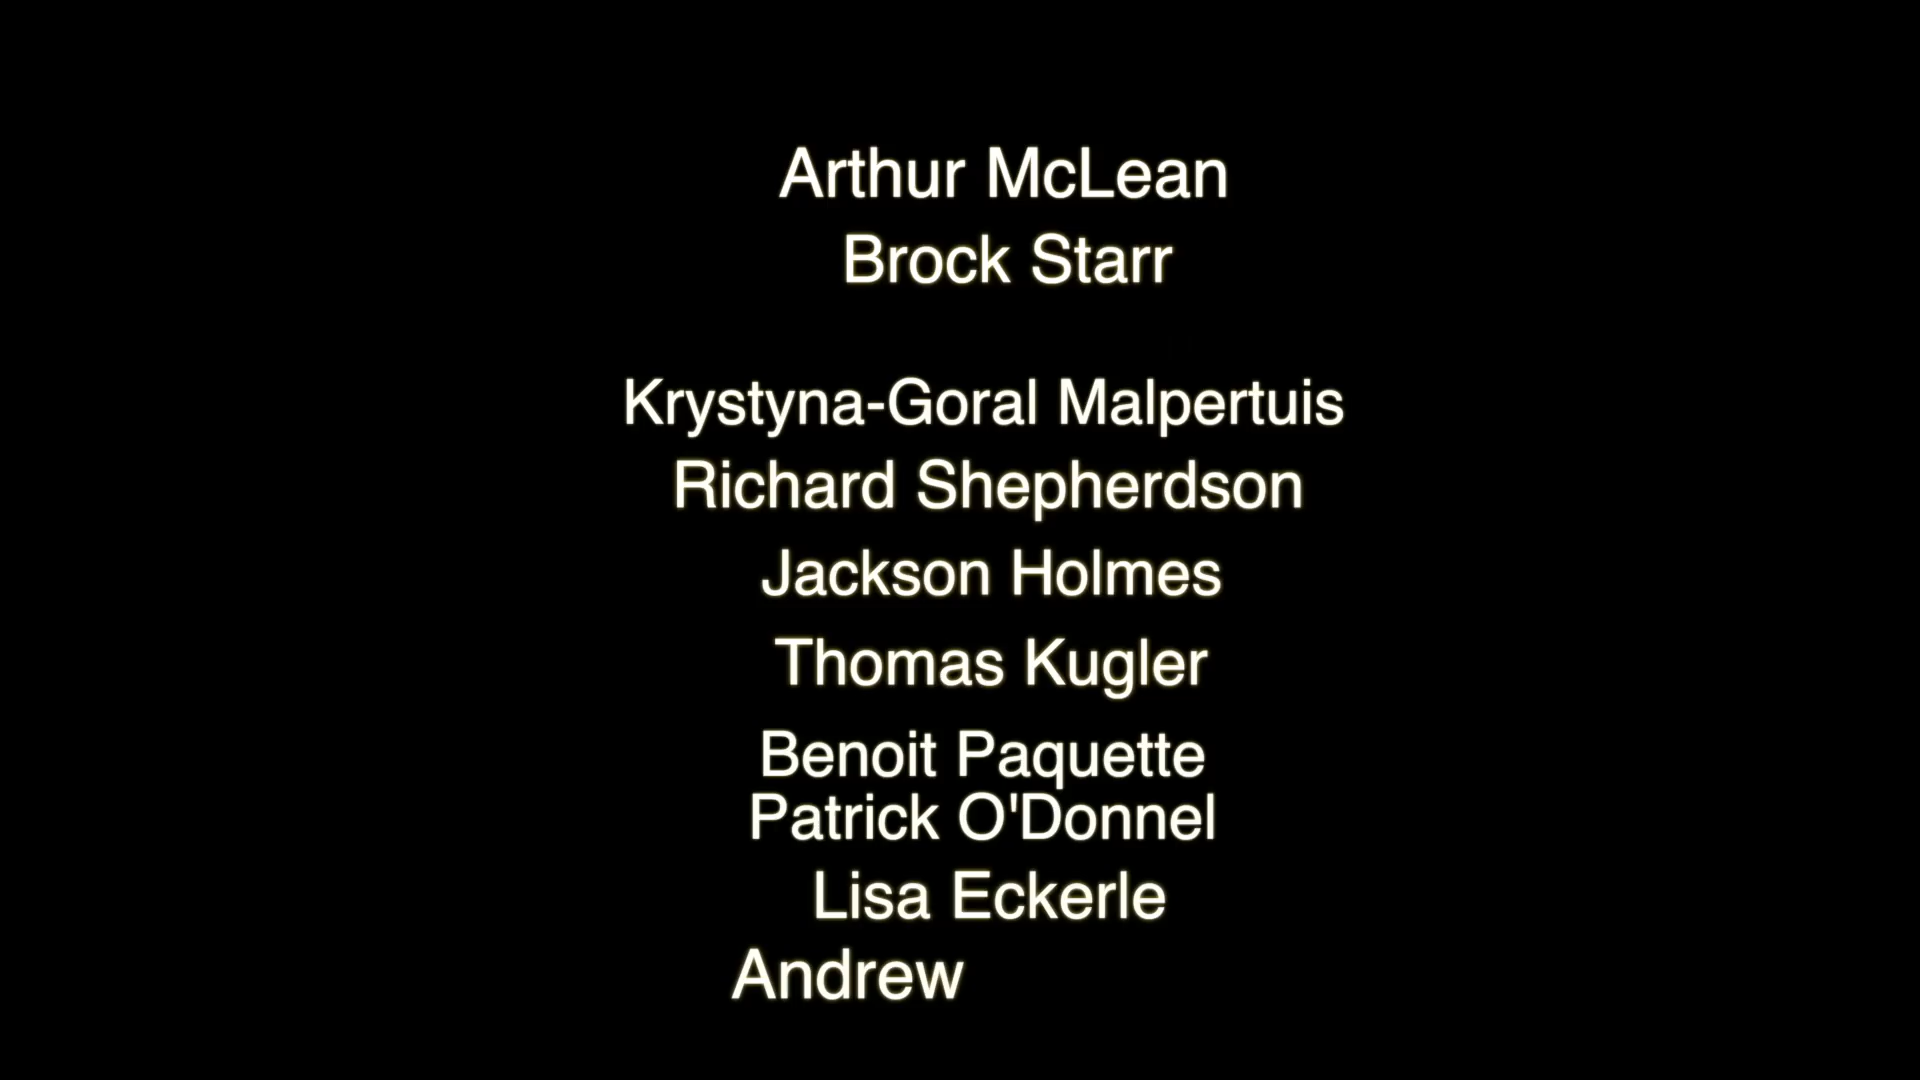 Arthur McLean
Brock Starr
Krystyna-Goral Malpertuis
Richard Shepherdson
Jackson Holmes
Thomas Kugler
Benoit Paquette
Patrick O'Donnel
Lisa Eckerle
Andrew